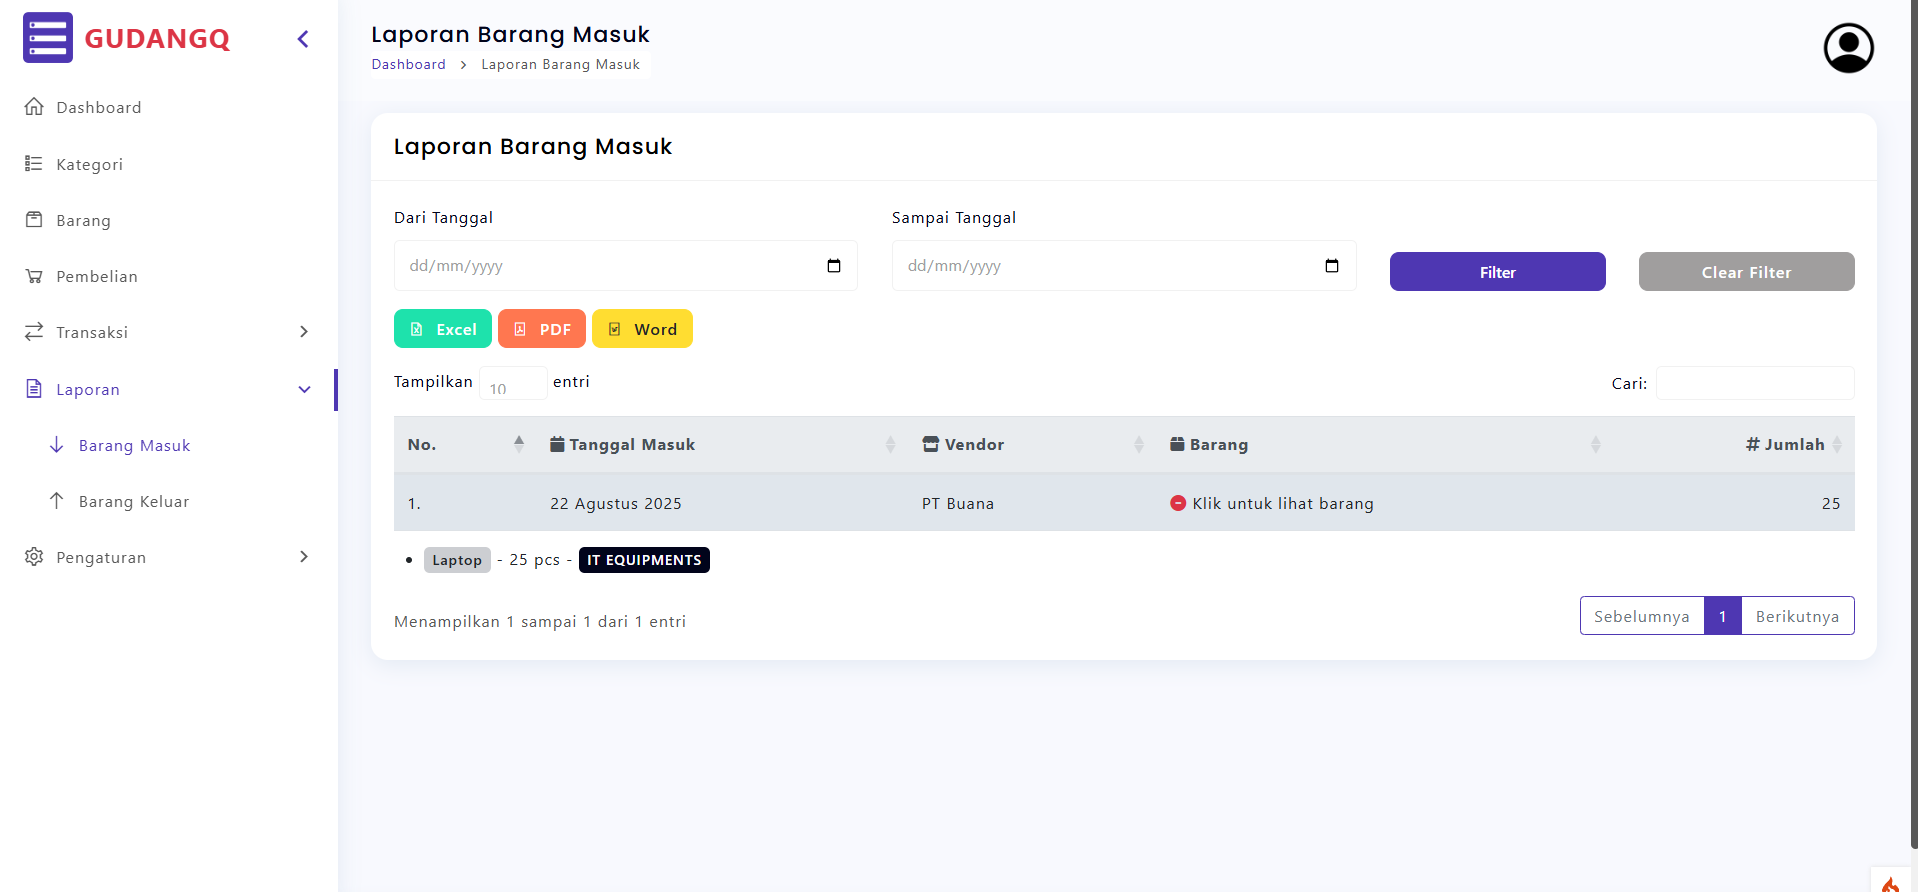 GUDANGQ
Dashboard
Kategori
Barang
Pembelian
Transaksi
Laporan
Barang Masuk
Barang Keluar
Pengaturan
Laporan Barang Masuk
Dashboard > Laporan Barang Masuk
Laporan Barang Masuk
Dari Tanggal Sampai Tanggal
dd/mm/yyyy dd/mm/yyyy Filter Clear Filter
Excel PDF Word
Tampilkan 10 entri Cari:
No. Tanggal Masuk Vendor Barang # Jumlah
1. 22 Agustus 2025 PT Buana Klik untuk lihat barang 25
• Laptop - 25 pcs - IT EQUIPMENTS
Menampilkan 1 sampai 1 dari 1 entri Sebelumnya 1 Berikutnya